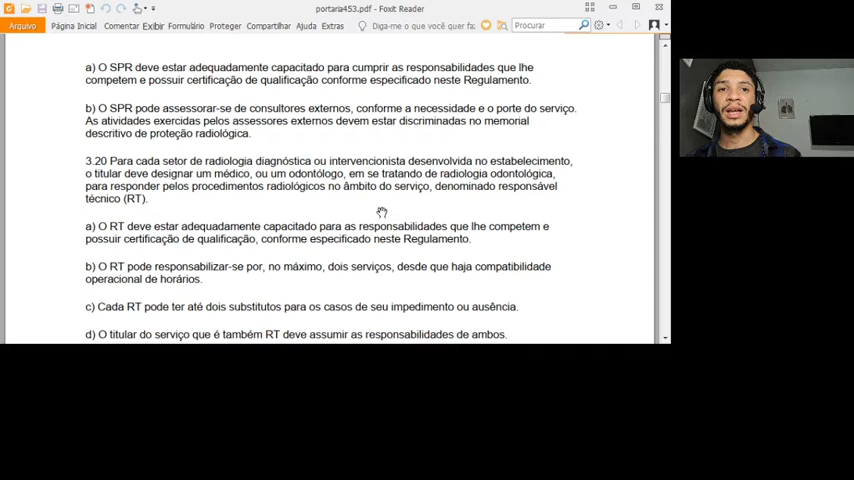 portaria453.pdf - Foxit Reader
Arquivo Página Inicial Comentar Exibir Formulário Proteger Compartilhar Ajuda Extras Diga-me o que você quer fa: Procurar
a) O SPR deve estar adequadamente capacitado para cumprir as responsabilidades que lhe
competem e possuir certificação de qualificação conforme especificado neste Regulamento.
b) O SPR pode assessorar-se de consultores externos, conforme a necessidade e o porte do serviço.
As atividades exercidas pelos assessores externos devem estar discriminadas no memorial
descritivo de proteção radiológica.
3.20 Para cada setor de radiologia diagnóstica ou intervencionista desenvolvida no estabelecimento,
o titular deve designar um médico, ou um odontólogo, em se tratando de radiologia odontológica,
para responder pelos procedimentos radiológicos no âmbito do serviço, denominado responsável
técnico (RT).
a) O RT deve estar adequadamente capacitado para as responsabilidades que lhe competem e
possuir certificação de qualificação, conforme especificado neste Regulamento.
b) O RT pode responsabilizar-se por, no máximo, dois serviços, desde que haja compatibilidade
operacional de horários.
c) Cada RT pode ter até dois substitutos para os casos de seu impedimento ou ausência.
d) O titular do serviço que é também RT deve assumir as responsabilidades de ambos.